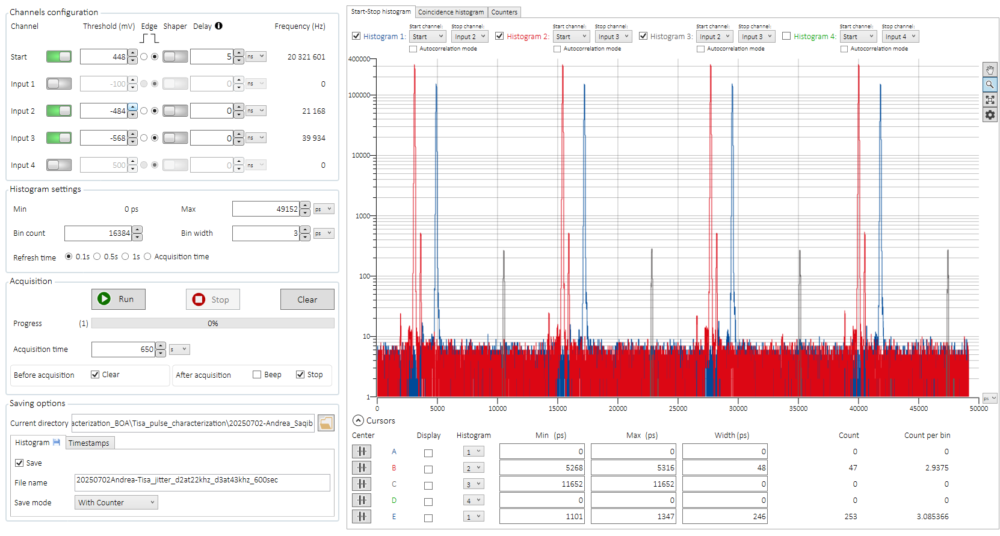 Channels configuration
Channel Threshold (mV) Edge Shaper Delay Frequency (Hz)
Start 448 5 ns 20 321 601
Input 1 -100 0 ns 0
Input 2 -484 0 ns 21 168
Input 3 -568 0 ns 39 934
Input 4 500 0 ns 0
Histogram settings
Min 0 ps Max 49152 ps
Bin count 16384 Bin width 3 ps
Refresh time 0.1s 0.5s 1s Acquisition time
Acquisition
Run Stop Clear
Progress (1) 0%
Acquisition time 650 s
Before acquisition Clear After acquisition Beep Stop
Saving options
Current directory acterization_BOA\Tisa_pulse_characterization\20250702-Andrea_Saqib
Histogram Timestamps
Save
File name 20250702Andrea-Tisa_jitter_d2at22khz_d3at43khz_600sec
Save mode With Counter
Start-Stop histogram Coincidence histogram Counters
Start channel: Stop channel: Start channel: Stop channel: Start channel: Stop channel: Start channel: Stop channel:
Histogram 1: Start Input 2 Histogram 2: Start Input 3 Histogram 3: Input 2 Input 3 Histogram 4: Start Input 4
Autocorrelation mode Autocorrelation mode Autocorrelation mode Autocorrelation mode
400000
100000
10000
1000
100
10
1
ps
0 5000 10000 15000 20000 25000 30000 35000 40000 45000 50000
Cursors
Center Display Histogram Min (ps) Max (ps) Width (ps) Count Count per bin
A 1 0 0 0 0 0
B 2 5268 5316 48 47 2.9375
C 3 11652 11652 0 0 0
D 4 0 0 0 0 0
E 1 1101 1347 246 253 3.085366